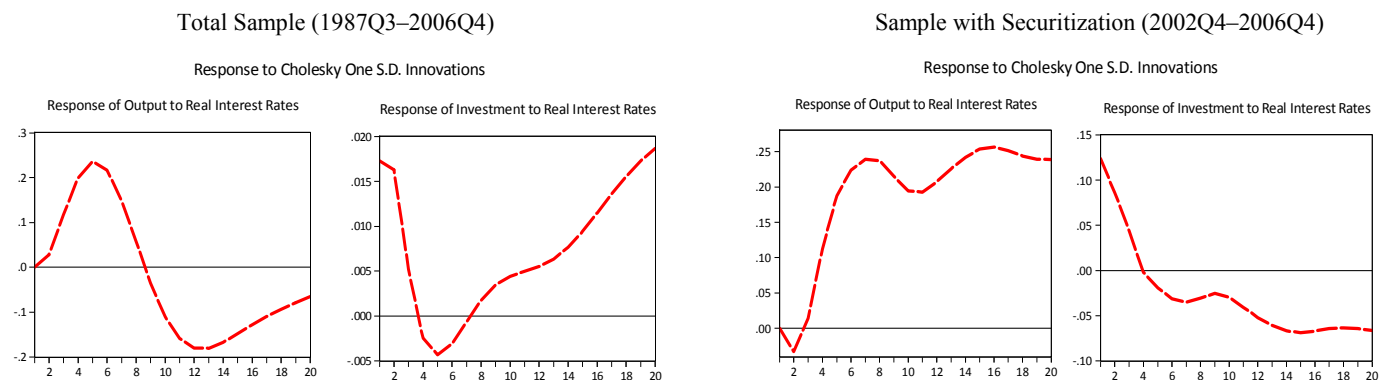 Total Sample (1987Q3–2006Q4)
Response to Cholesky One S.D. Innovations
Response of Output to Real Interest Rates
.3
.2
.1
.0
-.1
-.2
2 4 6 8 10 12 14 16 18 20
Response of Investment to Real Interest Rates
.020
.015
.010
.005
.000
-.005
2 4 6 8 10 12 14 16 18 20
Sample with Securitization (2002Q4–2006Q4)
Response to Cholesky One S.D. Innovations
Response of Output to Real Interest Rates
.25
.20
.15
.10
.05
.00
2 4 6 8 10 12 14 16 18 20
Response of Investment to Real Interest Rates
.15
.10
.05
.00
-.05
-.10
2 4 6 8 10 12 14 16 18 20